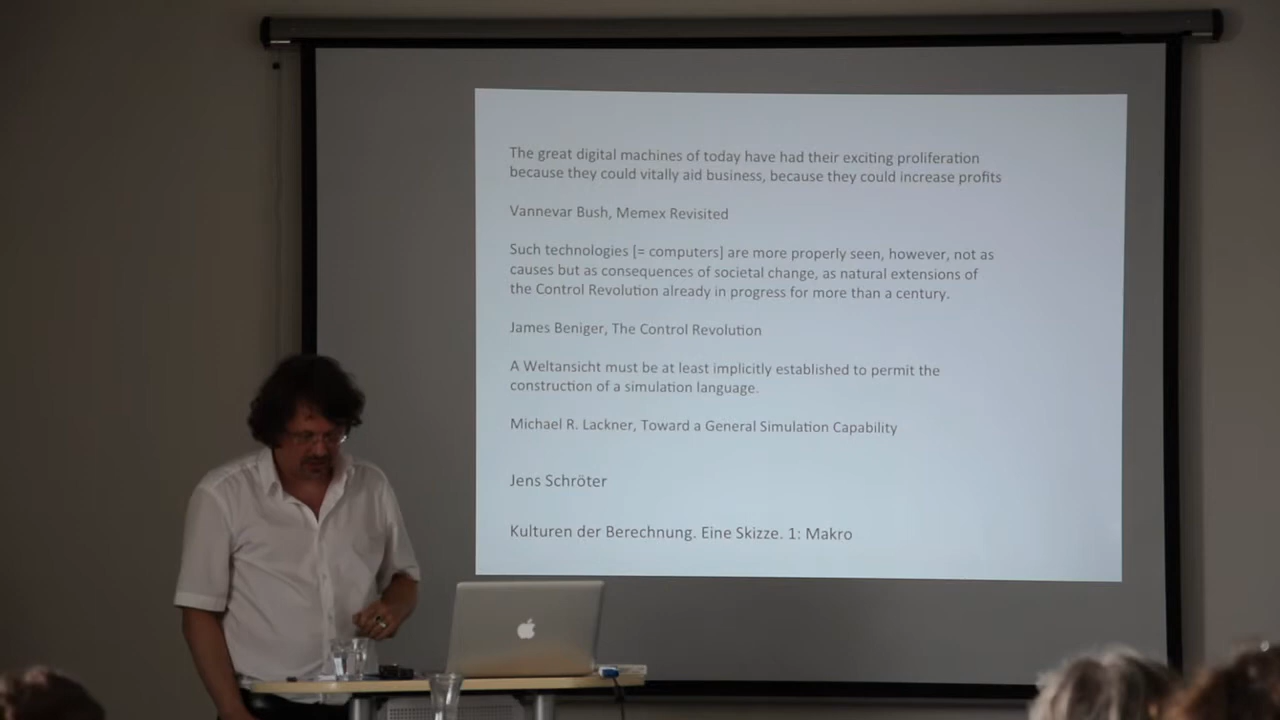 The great digital machines of today have had their exciting proliferation
because they could vitally aid business, because they could increase profits
Vannevar Bush, Memex Revisited
Such technologies [= computers] are more properly seen, however, not as
causes but as consequences of societal change, as natural extensions of
the Control Revolution already in progress for more than a century.
James Beniger, The Control Revolution
A Weltansicht must be at least implicitly established to permit the
construction of a simulation language.
Michael R. Lackner, Toward a General Simulation Capability
Jens Schröter
Kulturen der Berechnung. Eine Skizze. 1: Makro